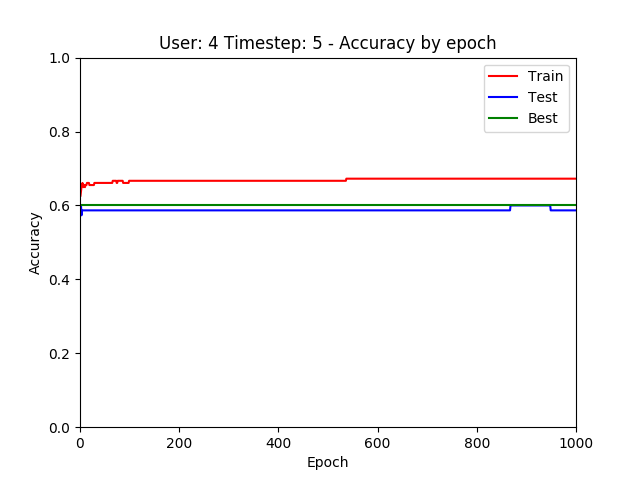 User: 4 Timestep: 5 - Accuracy by epoch
1.0
0.8
0.6
0.4
0.2
0.0
Accuracy
Train
Test
Best
0 200 400 600 800 1000
Epoch